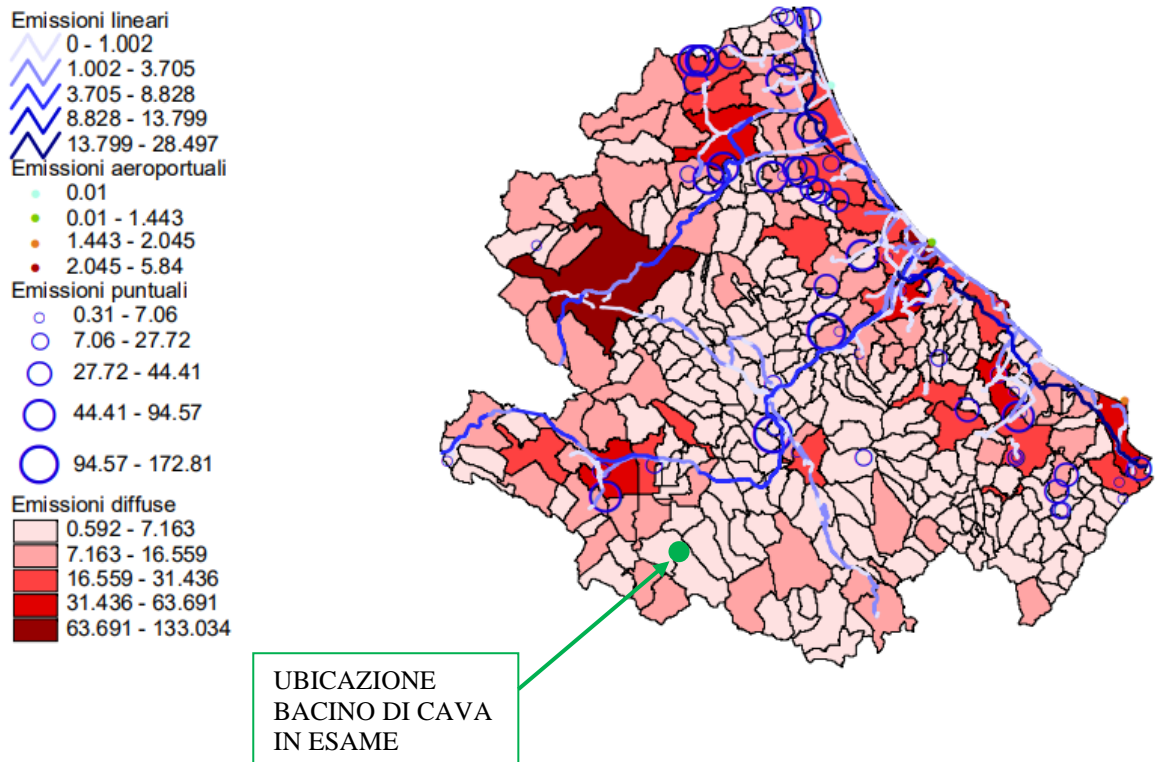 Emissioni lineari
0 - 1.002
1.002 - 3.705
3.705 - 8.828
8.828 - 13.799
13.799 - 28.497
Emissioni aeroportuali
0.01
0.01 - 1.443
1.443 - 2.045
2.045 - 5.84
Emissioni puntuali
0.31 - 7.06
7.06 - 27.72
27.72 - 44.41
44.41 - 94.57
94.57 - 172.81
Emissioni diffuse
0.592 - 7.163
7.163 - 16.559
16.559 - 31.436
31.436 - 63.691
63.691 - 133.034
UBICAZIONE
BACINO DI CAVA
IN ESAME